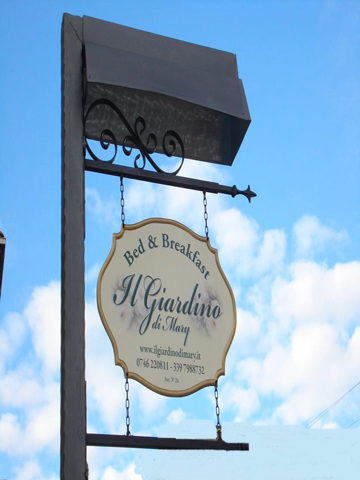 Bed & Breakfast
Il Giardino
di Mary
www.ilgiardinodimary.it
0746 220811 - 339 7988732